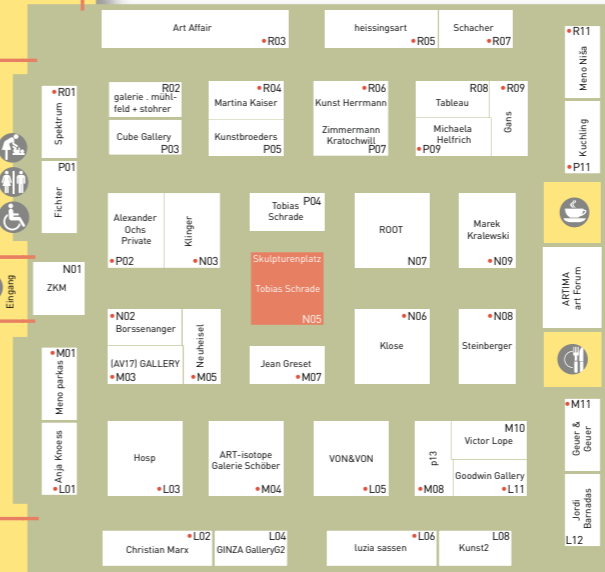 Art Affair
R03
heissingsart
R05
Schacher
R07
R11
Meno Niša
R01
Spektrum
R02
galerie . mühl-
feld + stohrer
Cube Gallery
P03
R04
Martina Kaiser
Kunstbroeders
P05
R06
Kunst Herrmann
Zimmermann
Kratochwill
P07
R08
Tableau
R09
Gans
Michaela
Helfrich
P09
Kuchling
P11
P01
Fichter
Alexander
Ochs
Private
P02
Klinger
N03
P04
Tobias
Schrade
ROOT
N07
Marek
Kralewski
N09
Skulpturenplatz
Tobias Schrade
N05
Eingang
N01
ZKM
ARTIMA
art Forum
N02
Borssenanger
(AV17) GALLERY
M03
Neuheisel
M05
Jean Greset
M07
N06
Klose
N08
Steinberger
M01
Meno parkas
Anja Knoess
L01
Hosp
L03
ART-isotope
Galerie Schöber
M04
VON&VON
L05
p13
M08
M10
Victor Lope
Goodwin Gallery
L11
M11
Geuer &
Geuer
Jordi
Barnadas
L12
L02
Christian Marx
L04
GINZA GalleryG2
L06
luzia sassen
L08
Kunst2